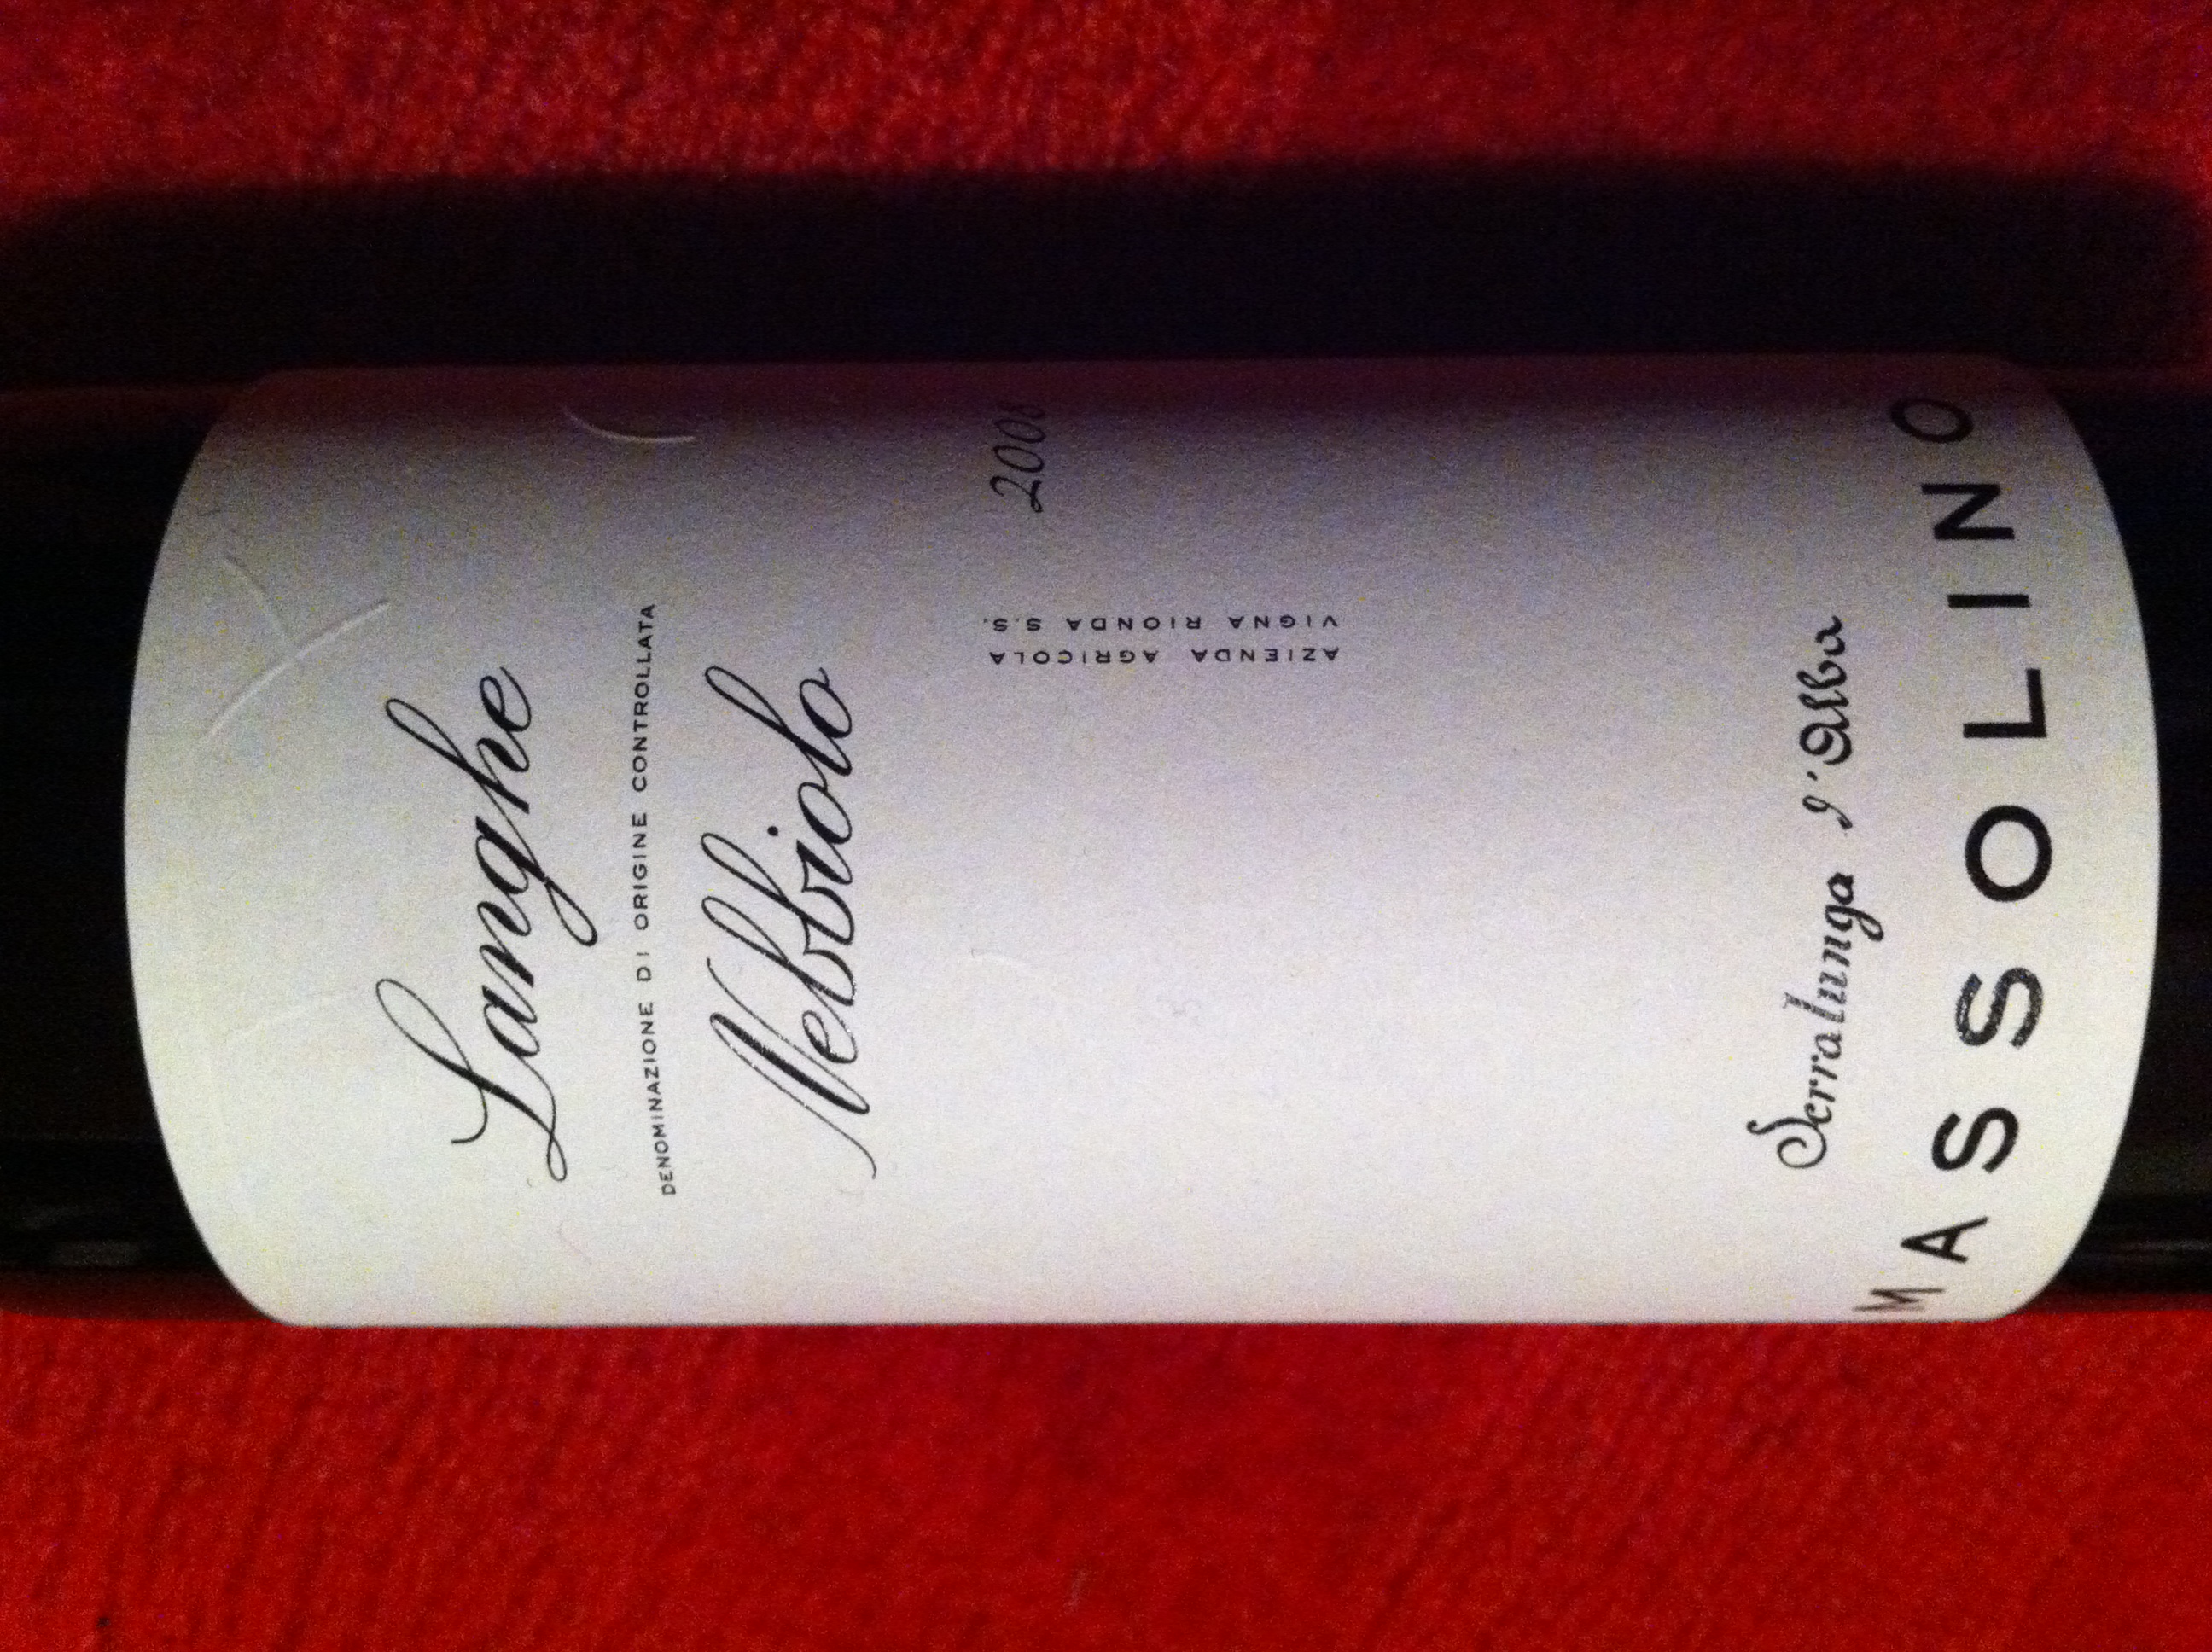 Langhe
DENOMINAZIONE DI ORIGINE CONTROLLATA
Nebbiolo
AZIENDA AGRICOLA
VIGNA RIONDA S.S.
Serralunga d'Alba
MASSOLINO